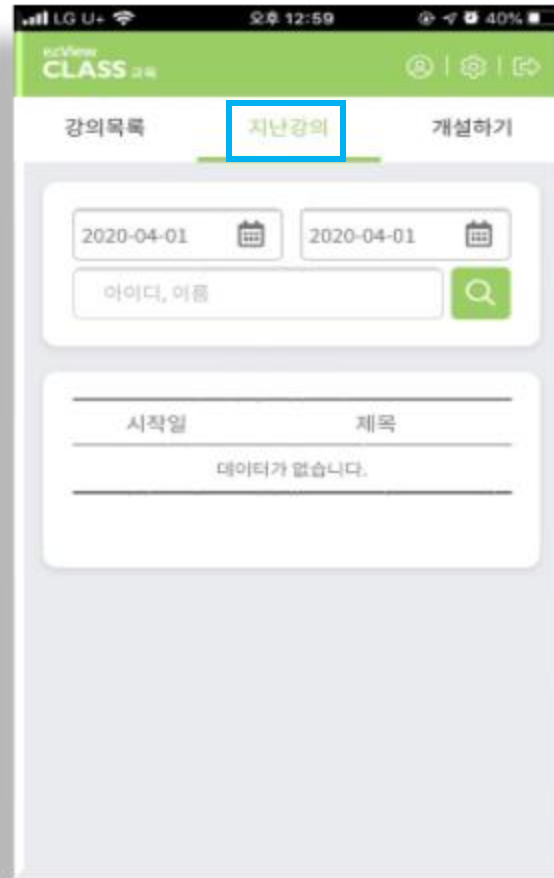 LG U+ 오후 12:59 40%
ezView
CLASS 교육
강의목록 지난강의 개설하기
2020-04-01 2020-04-01
아이디, 이름
시작일 제목
데이터가 없습니다.